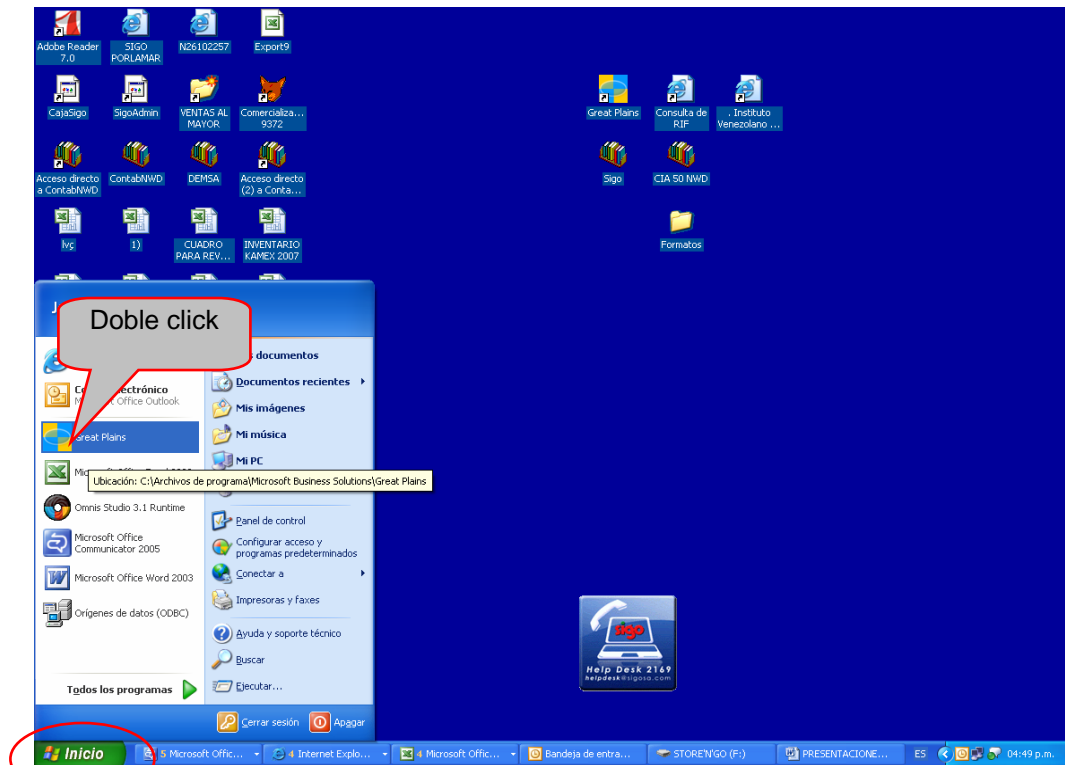 Adobe Reader
7.0
SIGO
PORLAMAR
N26102257
Export9
CajaSigo
SigoAdmin
VENTAS AL
MAYOR
Comercializa...
9372
Great Plains
Consulta de
RIF
. Instituto
Venezolano ...
Acceso directo
a ContabNWD
ContabNWD
DEMSA
Acceso directo
(2) a Conta...
Sigo
CIA 50 NWD
lvç
1)
CUADRO
PARA REV...
INVENTARIO
KAMEX 2007
Formatos
J
Doble click
documentos
ectrónico
Office Outlook
Great Plains
Ubicación: C:\Archivos de programa\Microsoft Business Solutions\Great Plains
Omnis Studio 3.1 Runtime
Microsoft Office
Communicator 2005
Microsoft Office Word 2003
Orígenes de datos (ODBC)
Todos los programas
Documentos recientes
Mis imágenes
Mi música
Mi PC
Panel de control
Configurar acceso y
programas predeterminados
Conectar a
Impresoras y faxes
Ayuda y soporte técnico
Buscar
Ejecutar...
Cerrar sesión
Apagar
sigo
Help Desk 2169
helpdesk@sigosa.com
Inicio
5 Microsoft Offic...
4 Internet Explo...
4 Microsoft Offic...
Bandeja de entra...
STORE'N'GO (F:)
PRESENTACIONE...
ES
04:49 p.m.